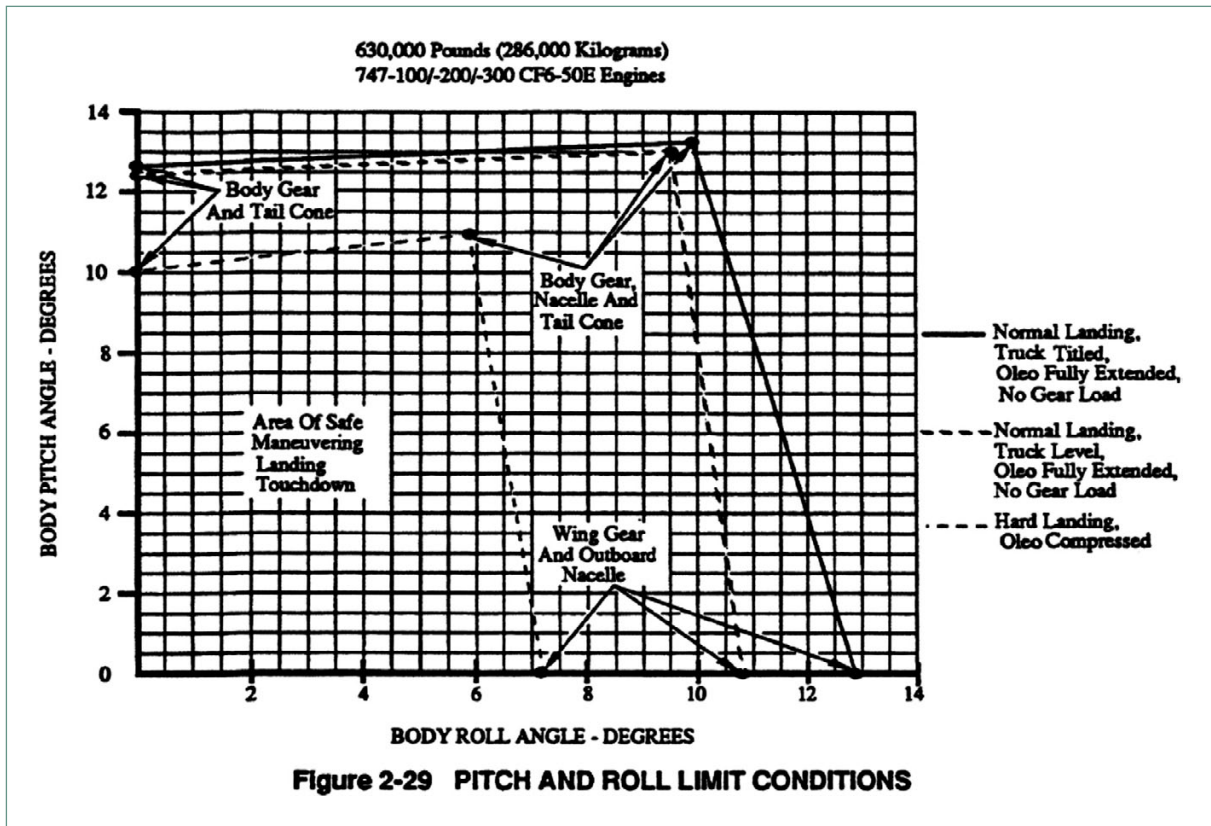 630,000 Pounds (286,000 Kilograms)
747-100/-200/-300 CF6-50E Engines
14
12
10
8
6
4
2
0
BODY PITCH ANGLE - DEGREES
Body Gear
And Tail Cone
Body Gear,
Nacelle And
Tail Cone
Area Of Safe
Maneuvering
Landing
Touchdown
Wing Gear
And Outboard
Nacelle
Normal Landing,
Truck Titled,
Oleo Fully Extended,
No Gear Load
Normal Landing,
Truck Level,
Oleo Fully Extended,
No Gear Load
Hard Landing,
Oleo Compressed
2
4
6
8
10
12
14
BODY ROLL ANGLE - DEGREES
Figure 2-29 PITCH AND ROLL LIMIT CONDITIONS